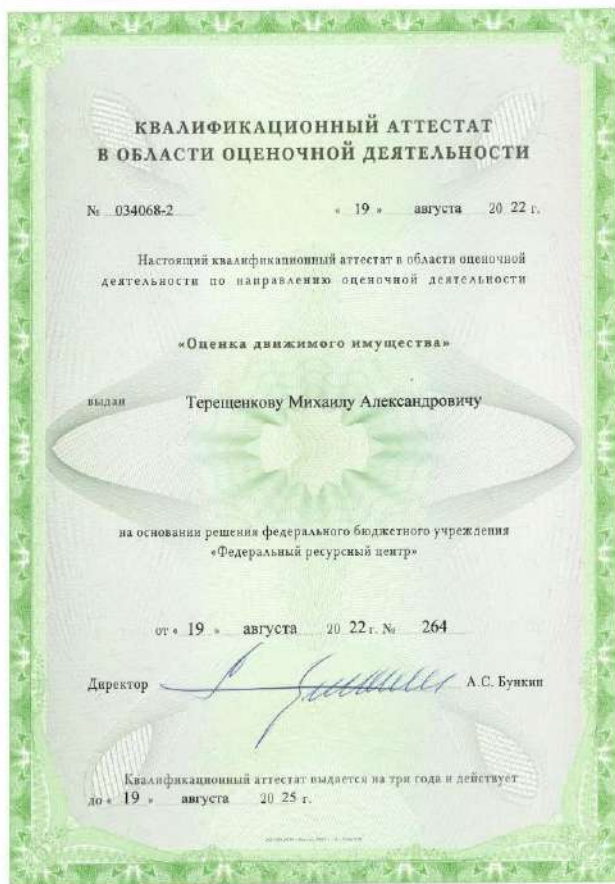 КВАЛИФИКАЦИОННЫЙ АТТЕСТАТ
В ОБЛАСТИ ОЦЕНОЧНОЙ ДЕЯТЕЛЬНОСТИ
№ 034068-2 « 19 » августа 20 22 г.
Настоящий квалификационный аттестат в области оценочной
деятельности по направлению оценочной деятельности
«Оценка движимого имущества»
выдан Терещенкову Михаилу Александровичу
на основании решения федерального бюджетного учреждения
«Федеральный ресурсный центр»
от « 19 » августа 20 22 г. № 264
Директор А.С. Бункин
Квалификационный аттестат выдается на три года и действует
до « 19 » августа 20 25 г.